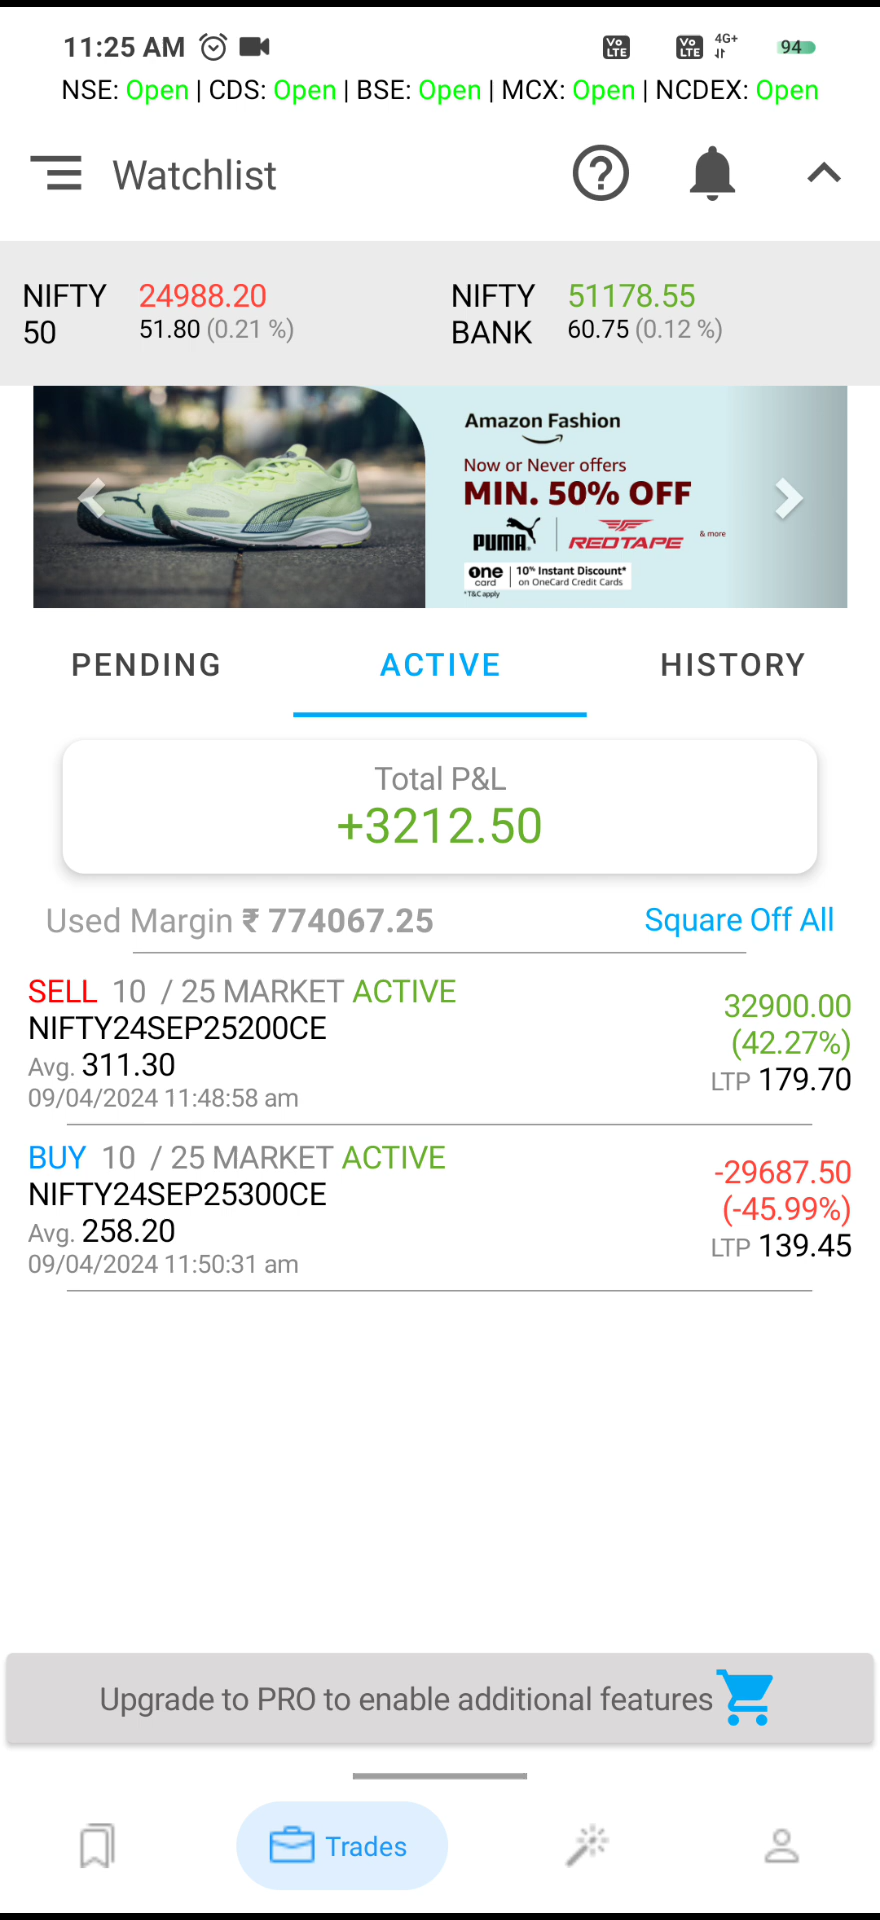 11:25 AM
Vo LTE Vo LTE 4G+ 94
NSE: Open | CDS: Open | BSE: Open | MCX: Open | NCDEX: Open
Watchlist
NIFTY 50 24988.20
51.80 (0.21 %)
NIFTY BANK 51178.55
60.75 (0.12 %)
Amazon Fashion
Now or Never offers
MIN. 50% OFF
PUMA REDTAPE & more
one card 10% Instant Discount*
on OneCard Credit Cards
*T&C apply
PENDING ACTIVE HISTORY
Total P&L
+3212.50
Used Margin ₹ 774067.25 Square Off All
SELL 10 / 25 MARKET ACTIVE
NIFTY24SEP25200CE
Avg. 311.30
09/04/2024 11:48:58 am
32900.00
(42.27%)
LTP 179.70
BUY 10 / 25 MARKET ACTIVE
NIFTY24SEP25300CE
Avg. 258.20
09/04/2024 11:50:31 am
-29687.50
(-45.99%)
LTP 139.45
Upgrade to PRO to enable additional features
Trades